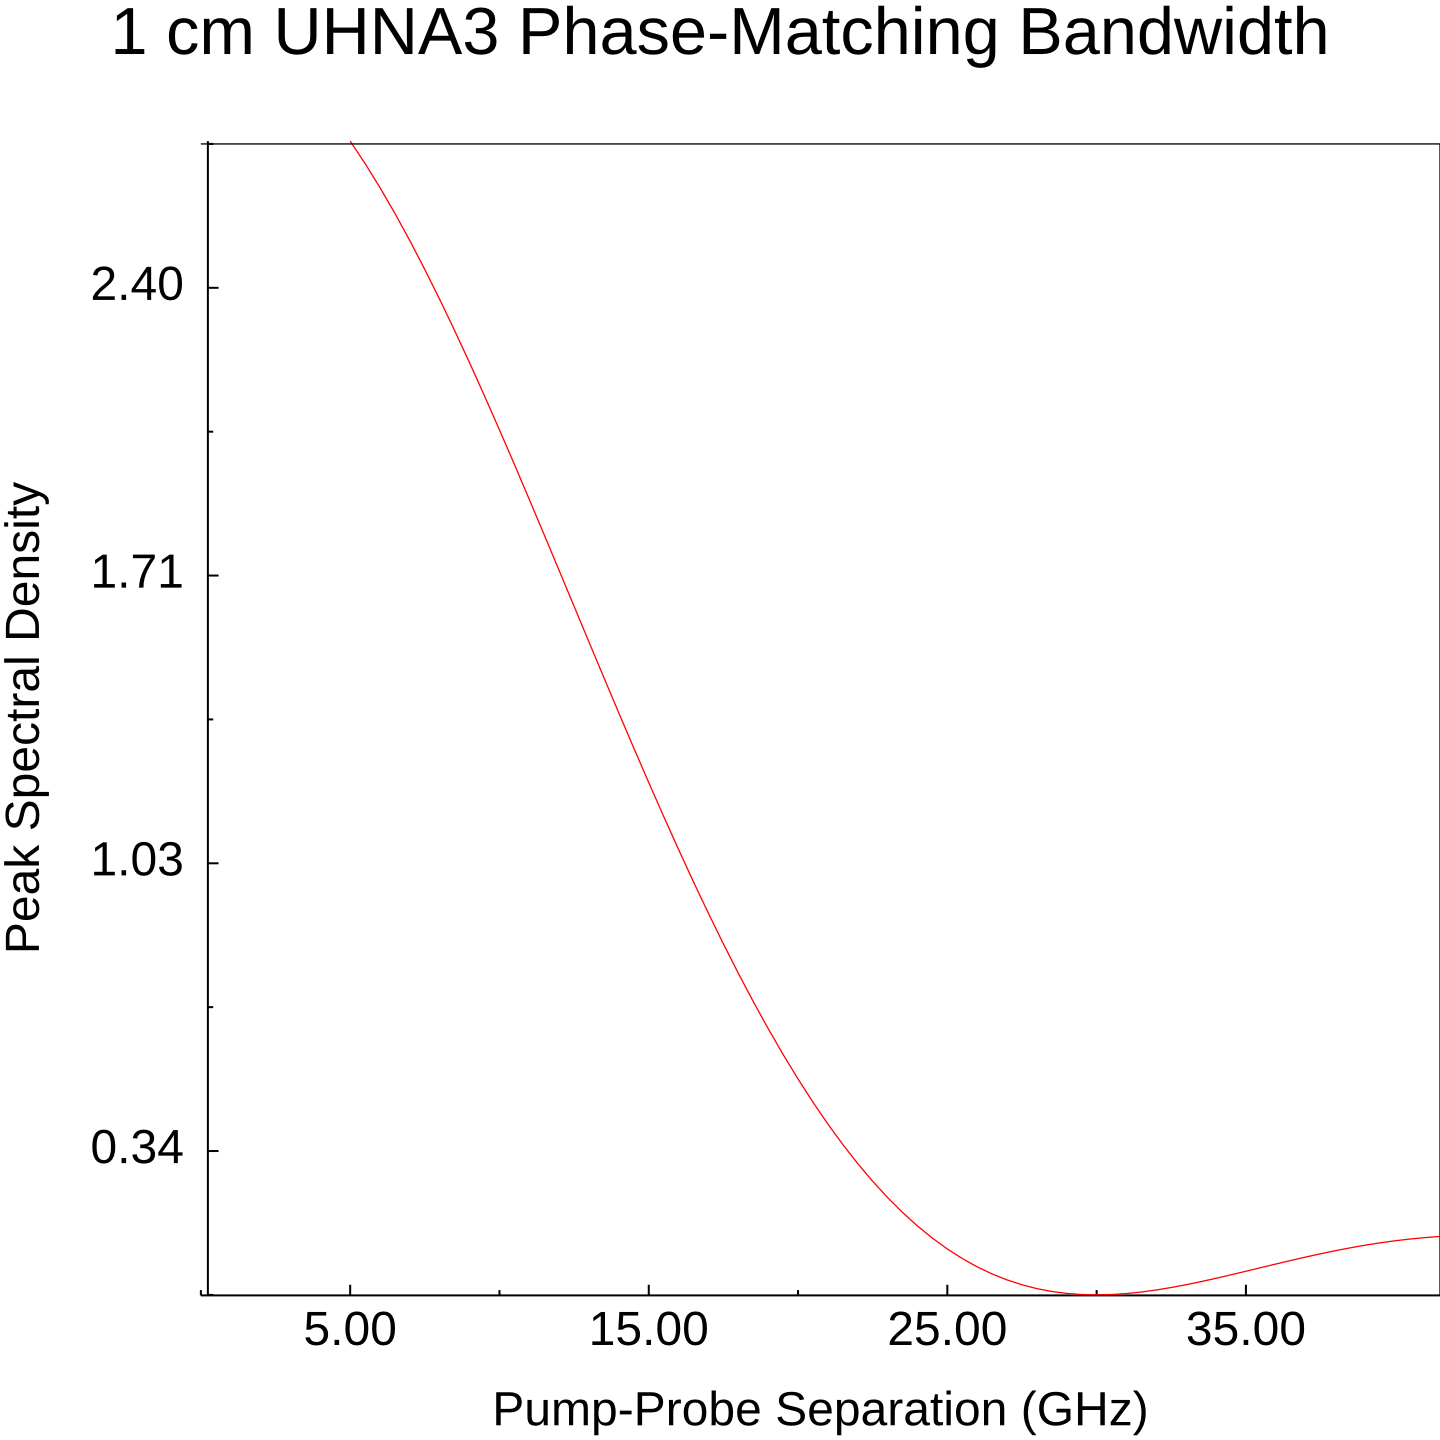 1 cm UHNA3 Phase-Matching Bandwidth
Peak Spectral Density
2.40
1.71
1.03
0.34
5.00 15.00 25.00 35.00
Pump-Probe Separation (GHz)